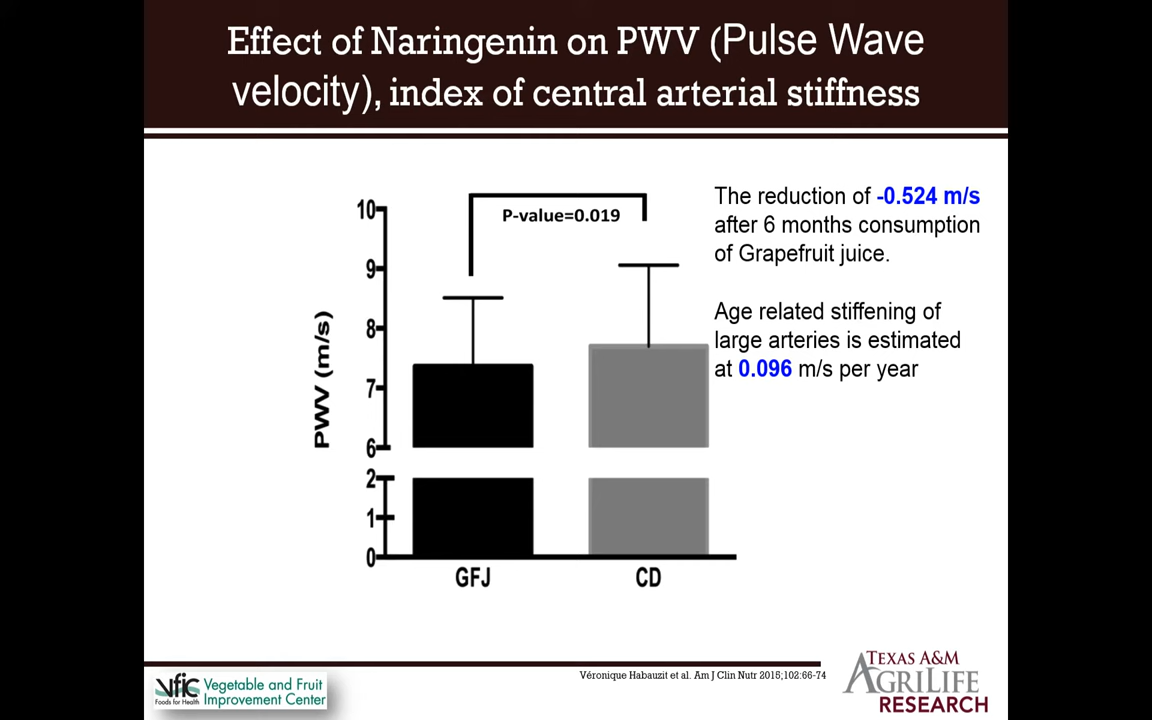 Effect of Naringenin on PWV (Pulse Wave
velocity), index of central arterial stiffness
The reduction of -0.524 m/s
after 6 months consumption
of Grapefruit juice.
Age related stiffening of
large arteries is estimated
at 0.096 m/s per year
P-value=0.019
PWV (m/s)
10
9
8
7
6
2
1
0
GFJ
CD
Véronique Habauzit et al. Am J Clin Nutr 2015;102:66-74
vfic
Foods for Health
Vegetable and Fruit
Improvement Center
TEXAS A&M
AGRILIFE
RESEARCH